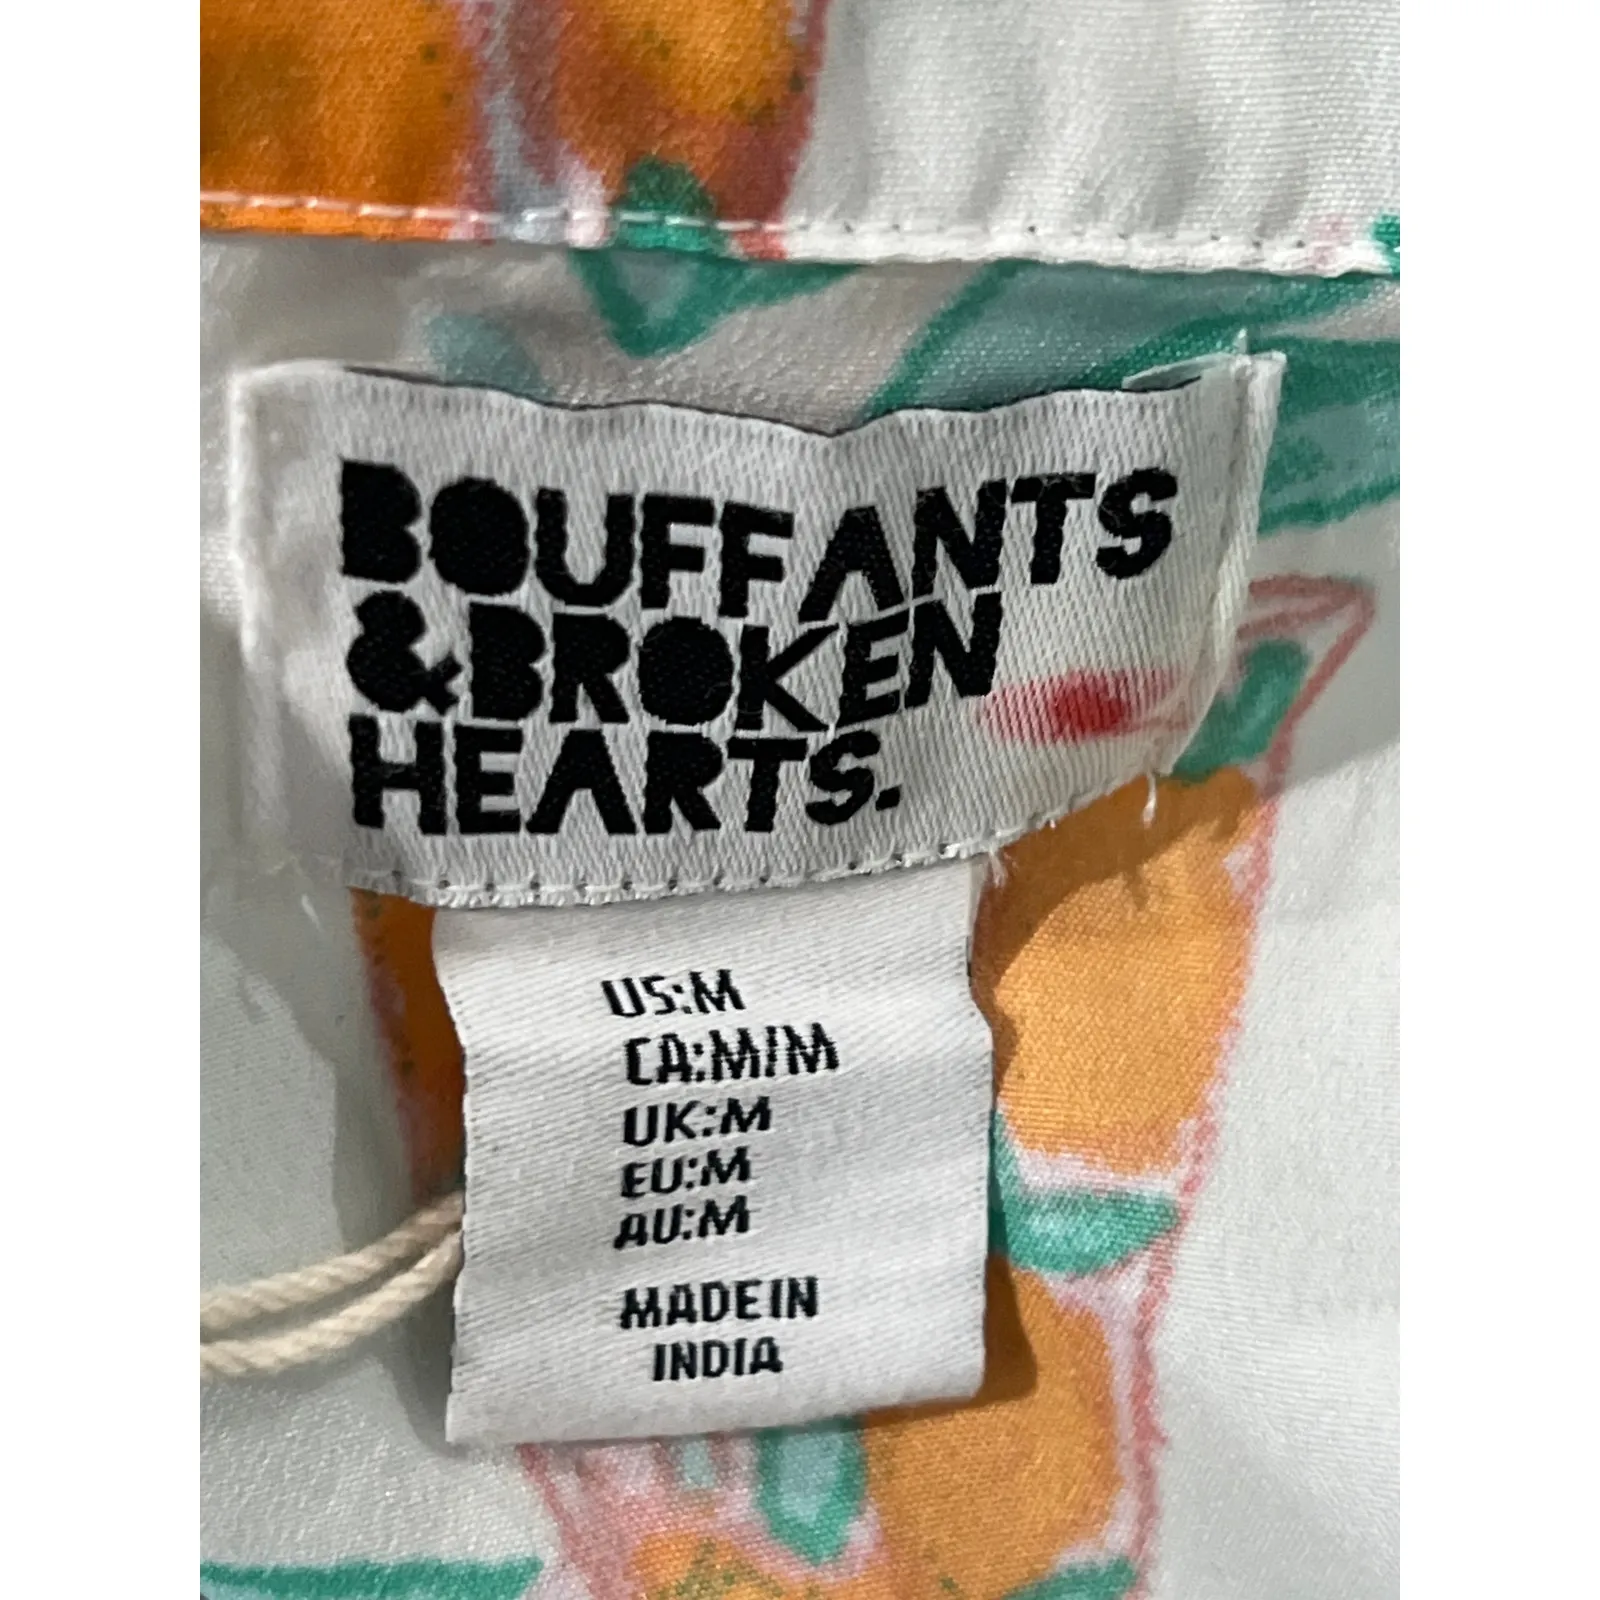 BOUFFANTS
&BROKEN
HEARTS.
US:M
CA:M/M
UK:M
EU:M
AU:M
MADE IN
INDIA